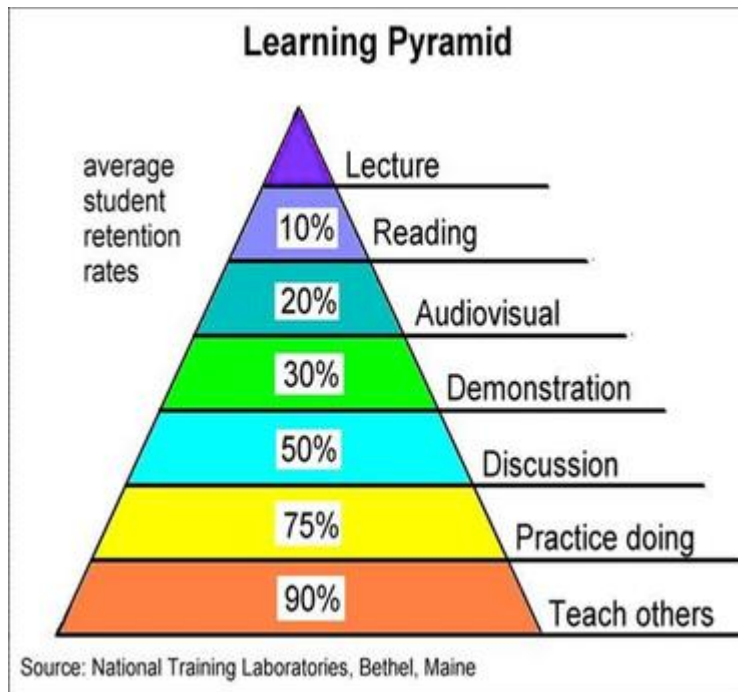 Learning Pyramid
average
student
retention
rates
Lecture
10%
Reading
20%
Audiovisual
30%
Demonstration
50%
Discussion
75%
Practice doing
90%
Teach others
Source: National Training Laboratories, Bethel, Maine